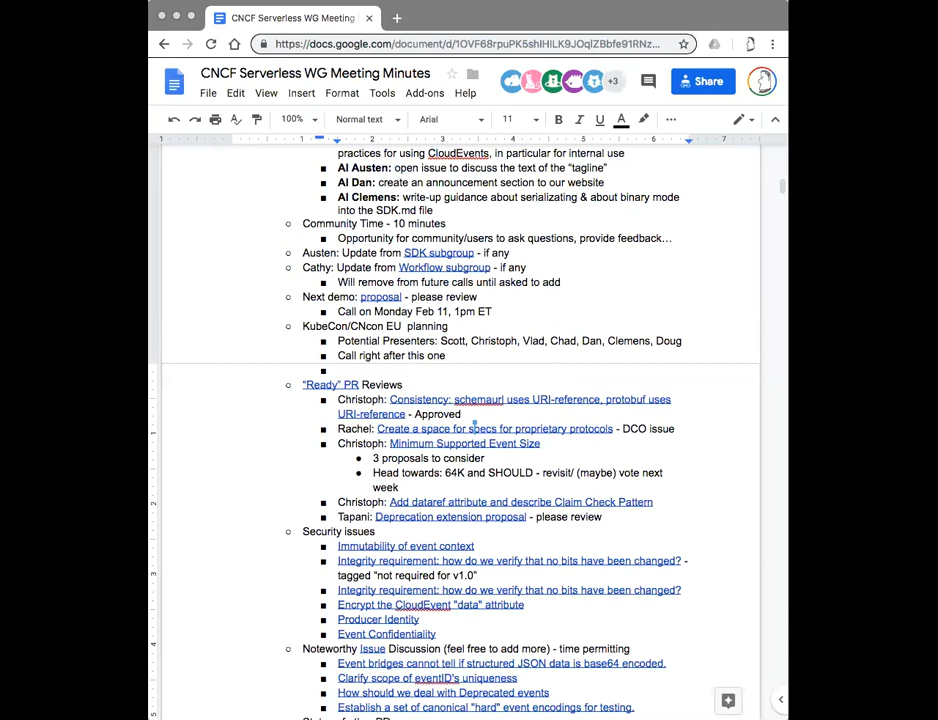 CNCF Serverless WG Meeting Minutes
https://docs.google.com/document/d/1OVF68rpuPK5shIHlLK9JOqlZBbfe91RNz...
CNCF Serverless WG Meeting Minutes
File Edit View Insert Format Tools Add-ons Help
+3
Share
100% Normal text Arial 11 B I U A
1 1 2 3 4 5 6 7
practices for using CloudEvents, in particular for internal use
■ AI Austen: open issue to discuss the text of the “tagline”
■ AI Dan: create an announcement section to our website
■ AI Clemens: write-up guidance about serializating & about binary mode
into the SDK.md file
○ Community Time - 10 minutes
■ Opportunity for community/users to ask questions, provide feedback…
○ Austen: Update from SDK subgroup - if any
○ Cathy: Update from Workflow subgroup - if any
■ Will remove from future calls until asked to add
○ Next demo: proposal - please review
■ Call on Monday Feb 11, 1pm ET
○ KubeCon/CNcon EU planning
■ Potential Presenters: Scott, Christoph, Vlad, Chad, Dan, Clemens, Doug
■ Call right after this one
■
○ “Ready” PR Reviews
■ Christoph: Consistency: schemaurl uses URI-reference, protobuf uses
URI-reference - Approved
■ Rachel: Create a space for specs for proprietary protocols - DCO issue
■ Christoph: Minimum Supported Event Size
● 3 proposals to consider
● Head towards: 64K and SHOULD - revisit/ (maybe) vote next
week
■ Christoph: Add dataref attribute and describe Claim Check Pattern
■ Tapani: Deprecation extension proposal - please review
○ Security issues
■ Immutability of event context
■ Integrity requirement: how do we verify that no bits have been changed? -
tagged “not required for v1.0”
■ Integrity requirement: how do we verify that no bits have been changed?
■ Encrypt the CloudEvent "data" attribute
■ Producer Identity
■ Event Confidentiality
○ Noteworthy Issue Discussion (feel free to add more) - time permitting
■ Event bridges cannot tell if structured JSON data is base64 encoded.
■ Clarify scope of eventID's uniqueness
■ How should we deal with Deprecated events
■ Establish a set of canonical "hard" event encodings for testing.